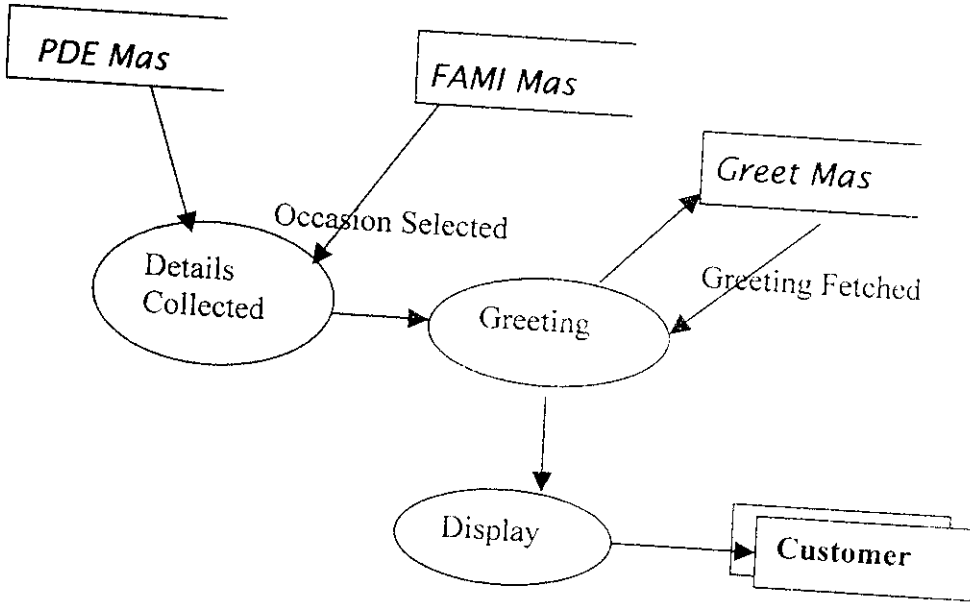 PDE Mas
FAMI Mas
Greet Mas
Occasion Selected
Details
Collected
Greeting Fetched
Greeting
Display
Customer